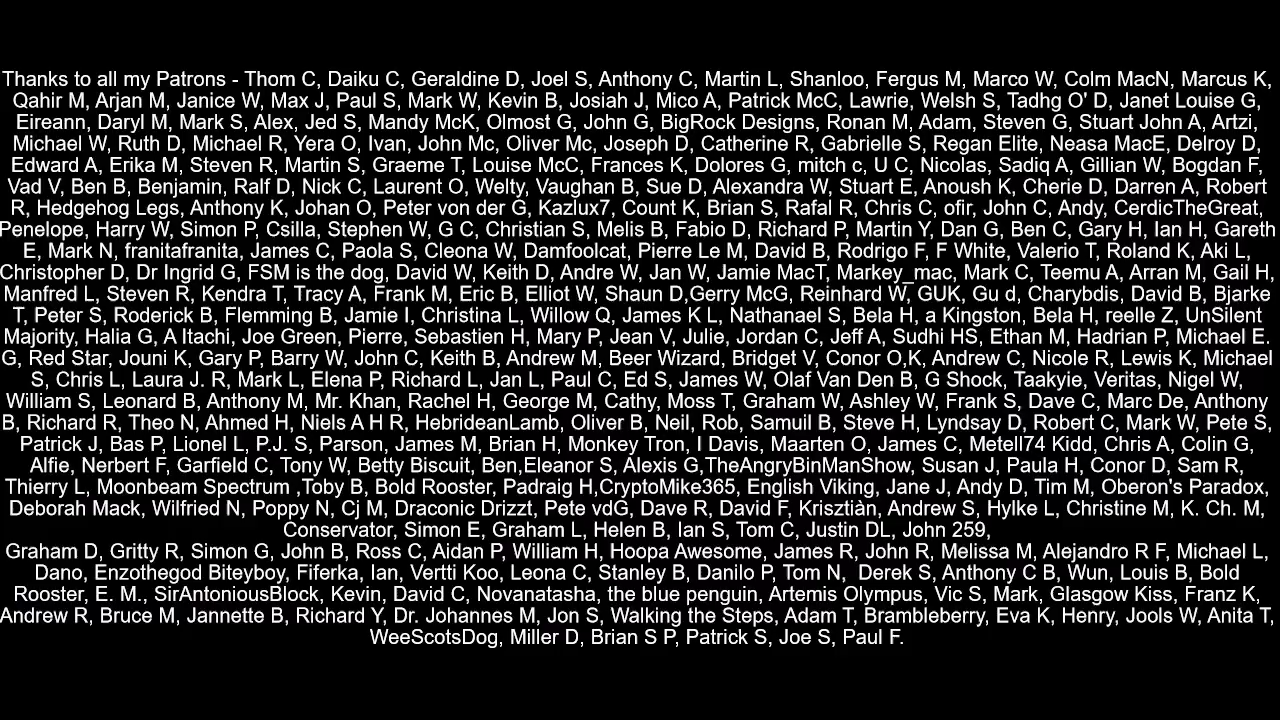 Thanks to all my Patrons - Thom C, Daiku C, Geraldine D, Joel S, Anthony C, Martin L, Shanloo, Fergus M, Marco W, Colm MacN, Marcus K,
Qahir M, Arjan M, Janice W, Max J, Paul S, Mark W, Kevin B, Josiah J, Mico A, Patrick McC, Lawrie, Welsh S, Tadhg O' D, Janet Louise G,
Eireann, Daryl M, Mark S, Alex, Jed S, Mandy McK, Olmost G, John G, BigRock Designs, Ronan M, Adam, Steven G, Stuart John A, Artzi,
Michael W, Ruth D, Michael R, Yera O, Ivan, John Mc, Oliver Mc, Joseph D, Catherine R, Gabrielle S, Regan Elite, Neasa MacE, Delroy D,
Edward A, Erika M, Steven R, Martin S, Graeme T, Louise McC, Frances K, Dolores G, mitch c, U C, Nicolas, Sadiq A, Gillian W, Bogdan F,
Vad V, Ben B, Benjamin, Ralf D, Nick C, Laurent O, Welty, Vaughan B, Sue D, Alexandra W, Stuart E, Anoush K, Cherie D, Darren A, Robert
R, Hedgehog Legs, Anthony K, Johan O, Peter von der G, Kazlux7, Count K, Brian S, Rafal R, Chris C, ofir, John C, Andy, CerdicTheGreat,
Penelope, Harry W, Simon P, Csilla, Stephen W, G C, Christian S, Melis B, Fabio D, Richard P, Martin Y, Dan G, Ben C, Gary H, Ian H, Gareth
E, Mark N, franitafranita, James C, Paola S, Cleona W, Damfoolcat, Pierre Le M, David B, Rodrigo F, F White, Valerio T, Roland K, Aki L,
Christopher D, Dr Ingrid G, FSM is the dog, David W, Keith D, Andre W, Jan W, Jamie MacT, Markey_mac, Mark C, Teemu A, Arran M, Gail H,
Manfred L, Steven R, Kendra T, Tracy A, Frank M, Eric B, Elliot W, Shaun D,Gerry McG, Reinhard W, GUK, Gu d, Charybdis, David B, Bjarke
T, Peter S, Roderick B, Flemming B, Jamie I, Christina L, Willow Q, James K L, Nathanael S, Bela H, a Kingston, Bela H, reelle Z, UnSilent
Majority, Halia G, A Itachi, Joe Green, Pierre, Sebastien H, Mary P, Jean V, Julie, Jordan C, Jeff A, Sudhi HS, Ethan M, Hadrian P, Michael E.
G, Red Star, Jouni K, Gary P, Barry W, John C, Keith B, Andrew M, Beer Wizard, Bridget V, Conor O,K, Andrew C, Nicole R, Lewis K, Michael
S, Chris L, Laura J. R, Mark L, Elena P, Richard L, Jan L, Paul C, Ed S, James W, Olaf Van Den B, G Shock, Taakyie, Veritas, Nigel W,
William S, Leonard B, Anthony M, Mr. Khan, Rachel H, George M, Cathy, Moss T, Graham W, Ashley W, Frank S, Dave C, Marc De, Anthony
B, Richard R, Theo N, Ahmed H, Niels A H R, HebrideanLamb, Oliver B, Neil, Rob, Samuil B, Steve H, Lyndsay D, Robert C, Mark W, Pete S,
Patrick J, Bas P, Lionel L, P.J. S, Parson, James M, Brian H, Monkey Tron, I Davis, Maarten O, James C, Metell74 Kidd, Chris A, Colin G,
Alfie, Nerbert F, Garfield C, Tony W, Betty Biscuit, Ben,Eleanor S, Alexis G,TheAngryBinManShow, Susan J, Paula H, Conor D, Sam R,
Thierry L, Moonbeam Spectrum ,Toby B, Bold Rooster, Padraig H,CryptoMike365, English Viking, Jane J, Andy D, Tim M, Oberon's Paradox,
Deborah Mack, Wilfried N, Poppy N, Cj M, Draconic Drizzt, Pete vdG, Dave R, David F, Krisztiàn, Andrew S, Hylke L, Christine M, K. Ch. M,
Conservator, Simon E, Graham L, Helen B, Ian S, Tom C, Justin DL, John 259,
Graham D, Gritty R, Simon G, John B, Ross C, Aidan P, William H, Hoopa Awesome, James R, John R, Melissa M, Alejandro R F, Michael L,
Dano, Enzothegod Biteyboy, Fiferka, Ian, Vertti Koo, Leona C, Stanley B, Danilo P, Tom N,  Derek S, Anthony C B, Wun, Louis B, Bold
Rooster, E. M., SirAntoniousBlock, Kevin, David C, Novanatasha, the blue penguin, Artemis Olympus, Vic S, Mark, Glasgow Kiss, Franz K,
Andrew R, Bruce M, Jannette B, Richard Y, Dr. Johannes M, Jon S, Walking the Steps, Adam T, Brambleberry, Eva K, Henry, Jools W, Anita T,
WeeScotsDog, Miller D, Brian S P, Patrick S, Joe S, Paul F.